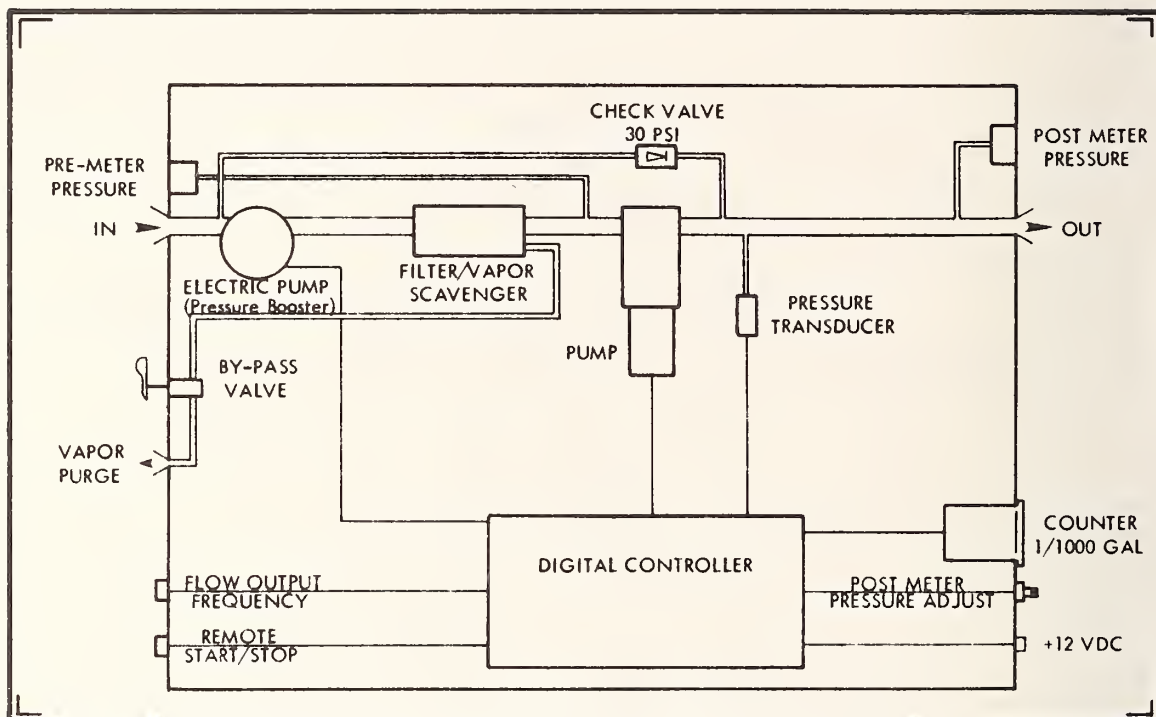 CHECK VALVE
30 PSI
POST METER
PRESSURE
PRE-METER
PRESSURE
IN
OUT
ELECTRIC PUMP
(Pressure Booster)
FILTER/VAPOR
SCAVENGER
PRESSURE
TRANSDUCER
PUMP
BY-PASS
VALVE
VAPOR
PURGE
COUNTER
1/1000 GAL
DIGITAL CONTROLLER
FLOW OUTPUT
FREQUENCY
POST METER
PRESSURE ADJUST
REMOTE
START/STOP
+12 VDC